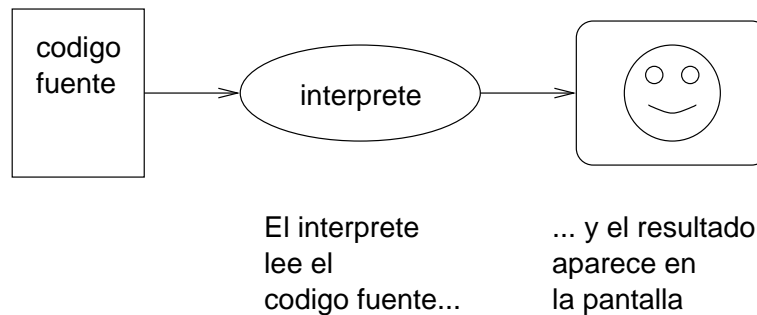 codigo
fuente
interprete
El interprete
lee el
codigo fuente...
... y el resultado
aparece en
la pantalla